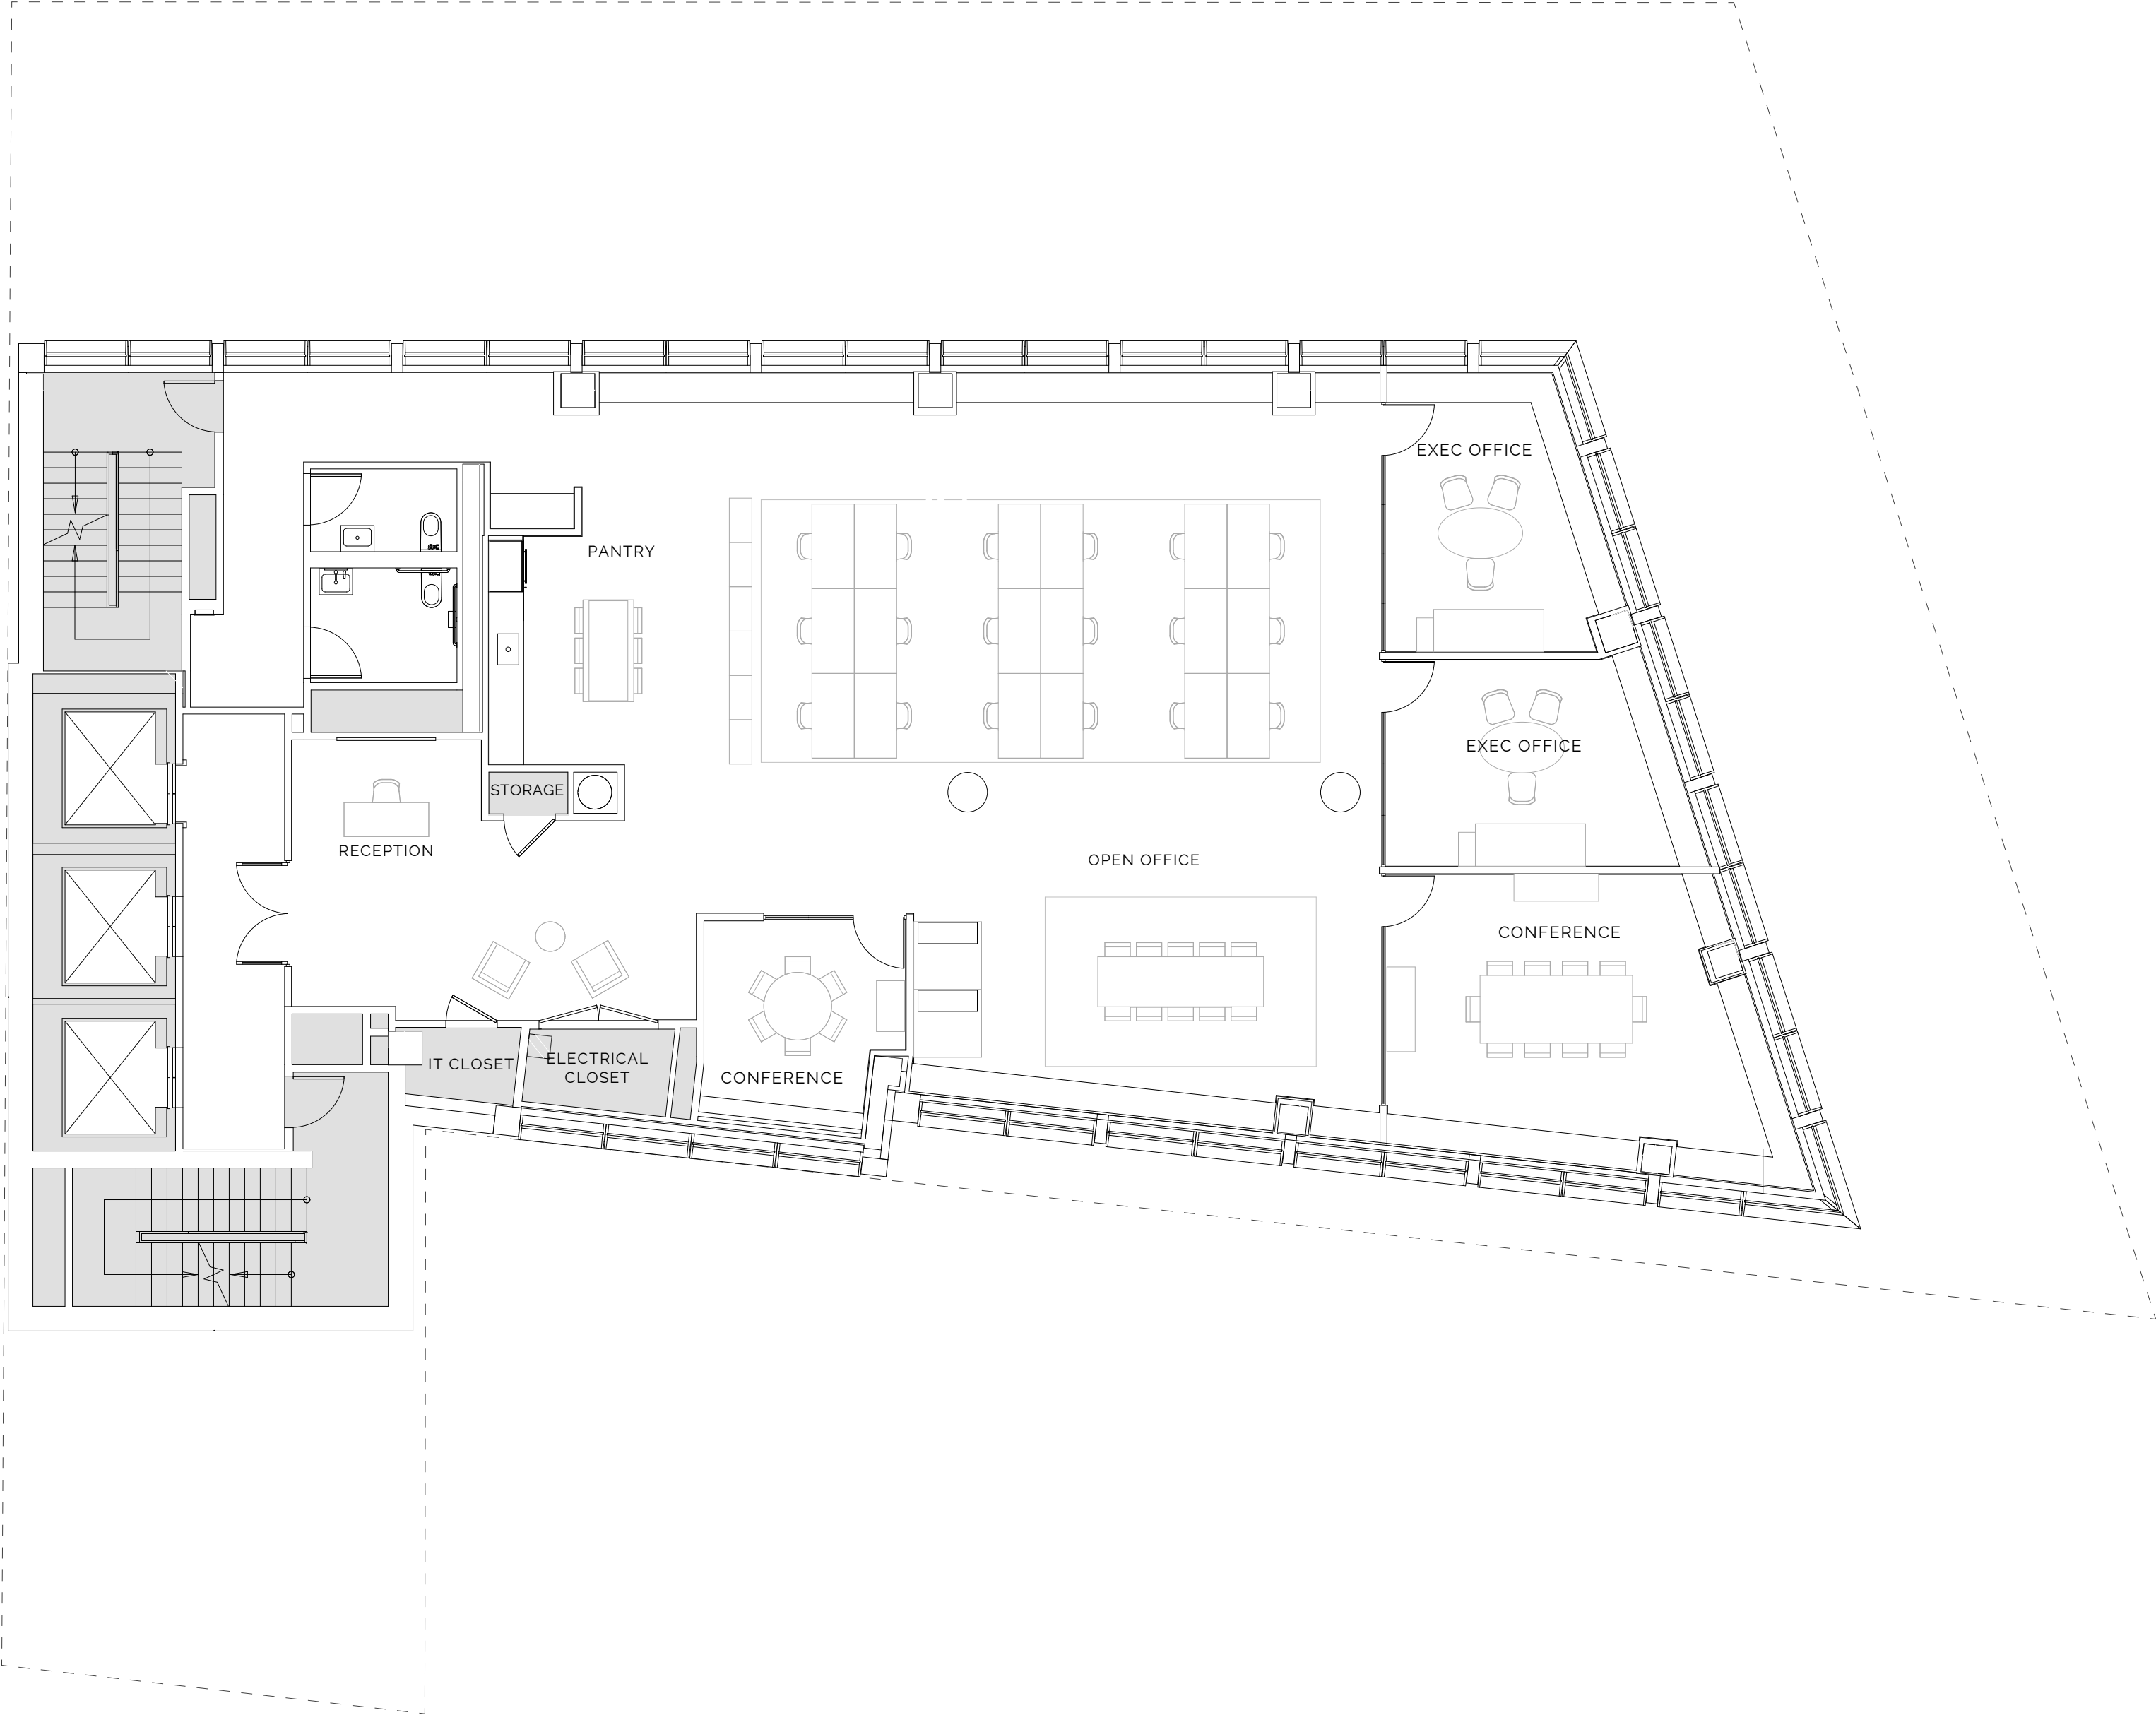 EXEC OFFICE
PANTRY
EXEC OFFICE
STORAGE
RECEPTION
OPEN OFFICE
CONFERENCE
IT CLOSET
ELECTRICAL
CLOSET
CONFERENCE